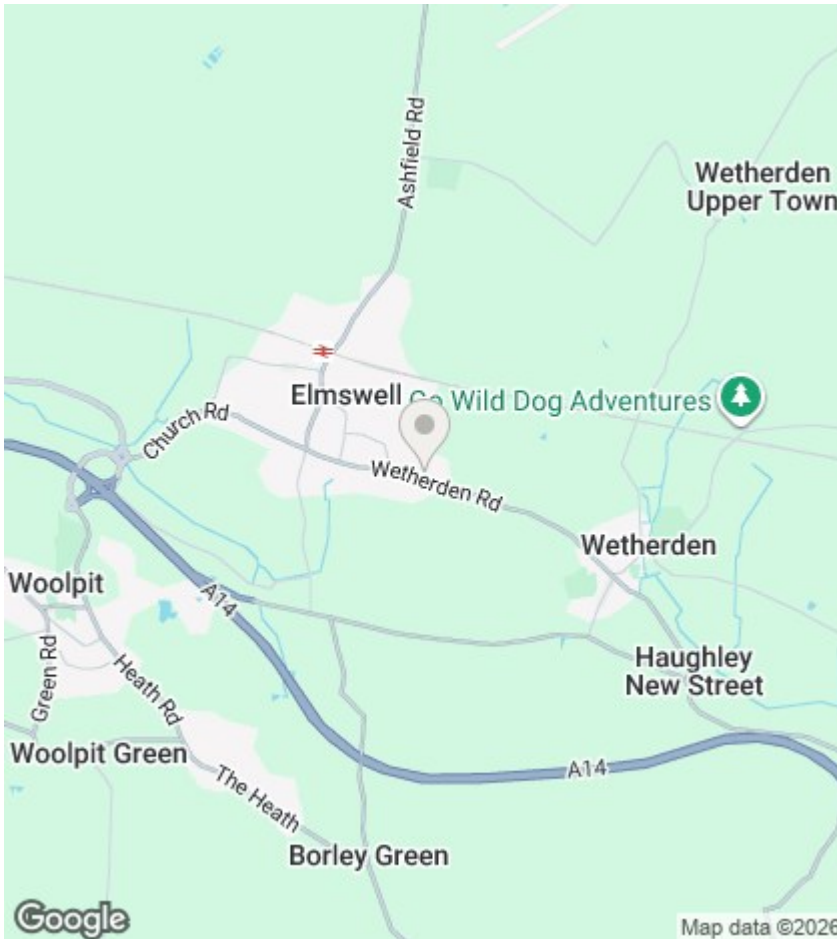 Ashfield Rd
Wetherden
Upper Town
Elmswell
Go Wild Dog Adventures
Church Rd
Wetherden Rd
Wetherden
Woolpit
A14
Haughley
New Street
Green Rd
Heath Rd
Woolpit Green
The Heath
A14
Borley Green
Google
Map data ©2026